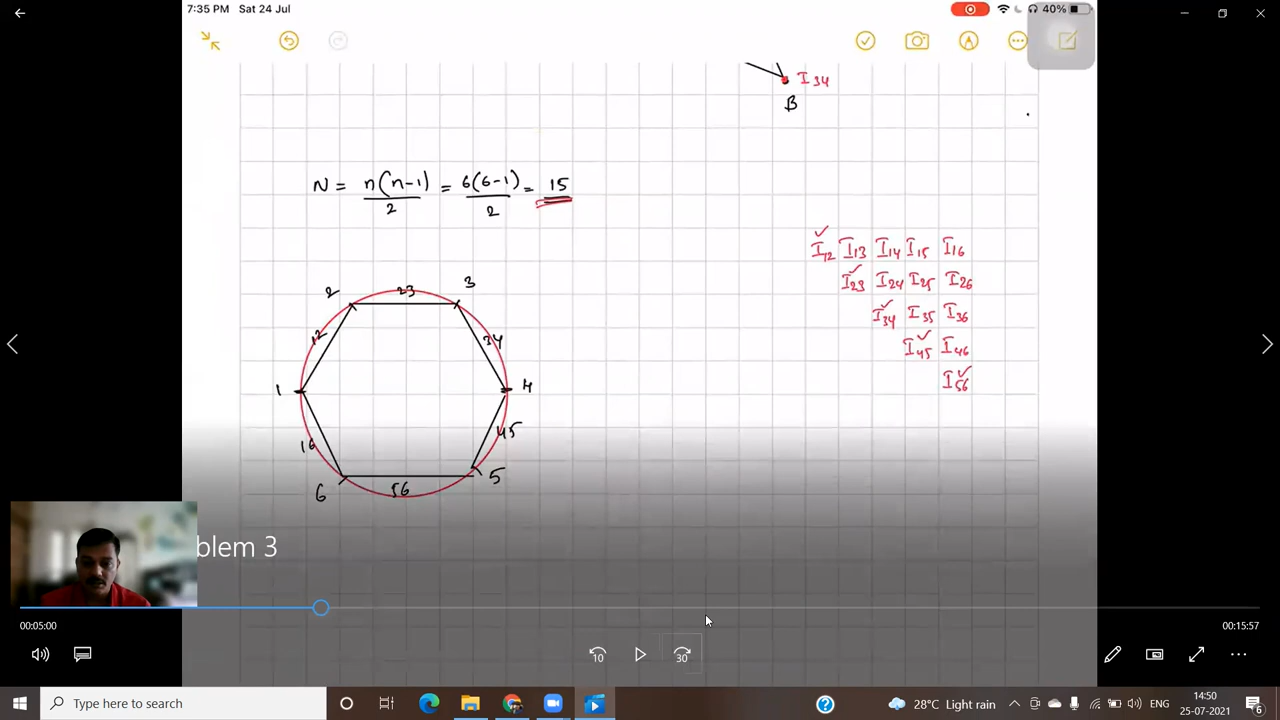 7:35 PM Sat 24 Jul
40%
I34
B
N = n(n-1)/2 = 6(6-1)/2 = 15
I12 I13 I14 I15 I16
I23 I24 I25 I26
I34 I35 I36
I45 I46
I56
2 23 3
12 34
1 4
16 45
6 56 5
blem 3
00:05:00
00:15:57
10
30
Type here to search
28°C Light rain
14:50
25-07-2021
6